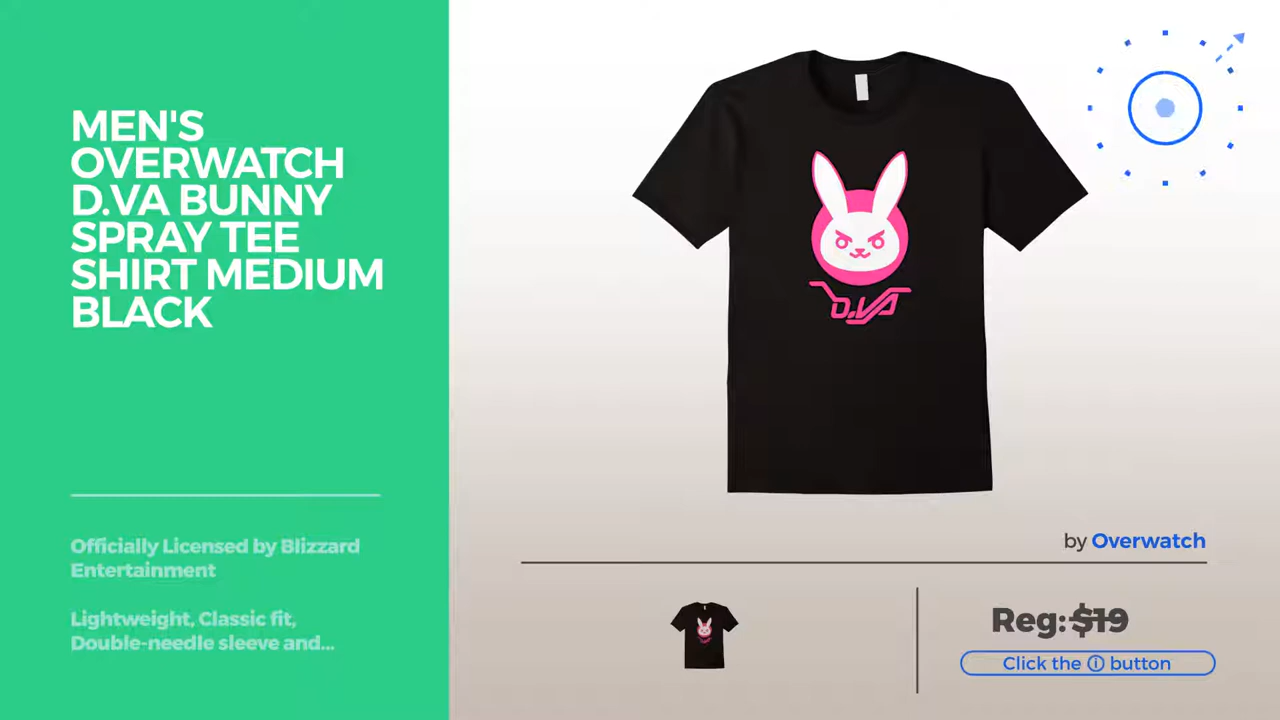 MEN'S
OVERWATCH
D.VA BUNNY
SPRAY TEE
SHIRT MEDIUM
BLACK
Officially Licensed by Blizzard
Entertainment
Lightweight, Classic fit,
Double-needle sleeve and...
D.VA
by Overwatch
Reg: $19
Click the ⓘ button